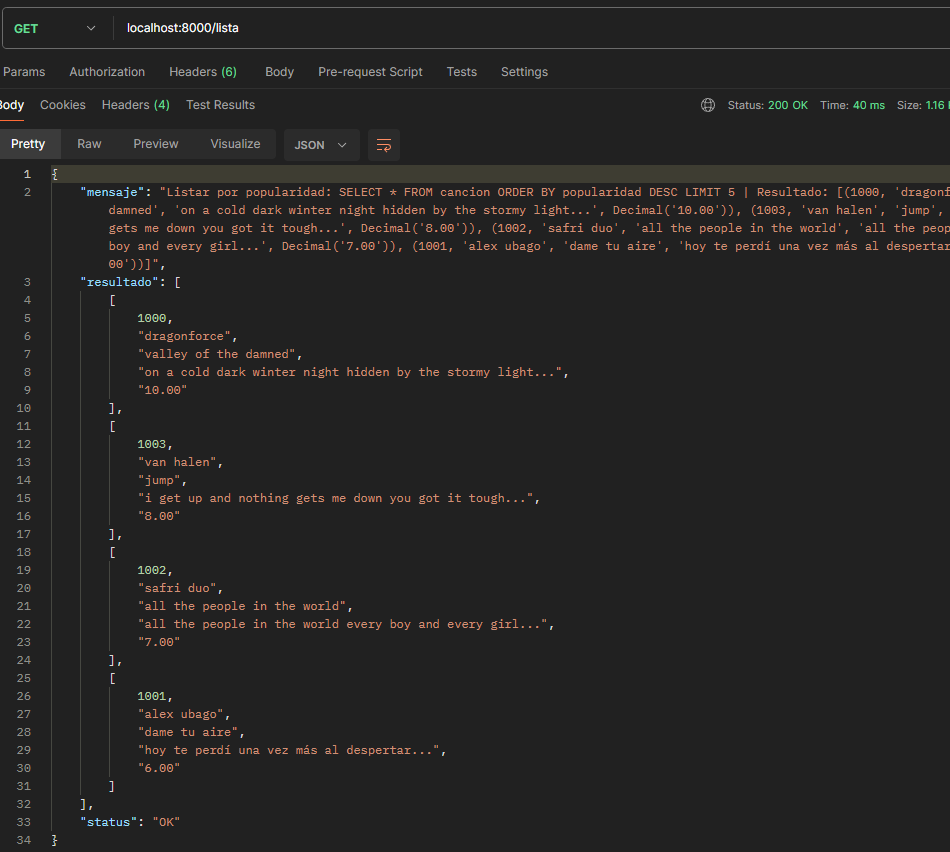 GET localhost:8000/lista
Params Authorization Headers (6) Body Pre-request Script Tests Settings
Body Cookies Headers (4) Test Results Status: 200 OK Time: 40 ms Size: 1.16
Pretty Raw Preview Visualize JSON
1 {
2 "mensaje": "Listar por popularidad: SELECT * FROM cancion ORDER BY popularidad DESC LIMIT 5 | Resultado: [(1000, 'dragonf
damned', 'on a cold dark winter night hidden by the stormy light...', Decimal('10.00')), (1003, 'van halen', 'jump',
gets me down you got it tough...', Decimal('8.00')), (1002, 'safri duo', 'all the people in the world', 'all the peop
boy and every girl...', Decimal('7.00')), (1001, 'alex ubago', 'dame tu aire', 'hoy te perdí una vez más al despertar
00'))]",
3 "resultado": [
4 [
5 1000,
6 "dragonforce",
7 "valley of the damned",
8 "on a cold dark winter night hidden by the stormy light...",
9 "10.00"
10 ],
11 [
12 1003,
13 "van halen",
14 "jump",
15 "i get up and nothing gets me down you got it tough...",
16 "8.00"
17 ],
18 [
19 1002,
20 "safri duo",
21 "all the people in the world",
22 "all the people in the world every boy and every girl...",
23 "7.00"
24 ],
25 [
26 1001,
27 "alex ubago",
28 "dame tu aire",
29 "hoy te perdí una vez más al despertar...",
30 "6.00"
31 ]
32 ],
33 "status": "OK"
34 }